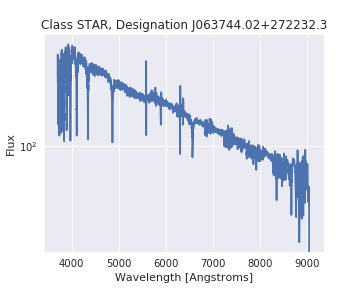 Class STAR, Designation J063744.02+272232.3
Flux
10²
4000 5000 6000 7000 8000 9000
Wavelength [Angstroms]